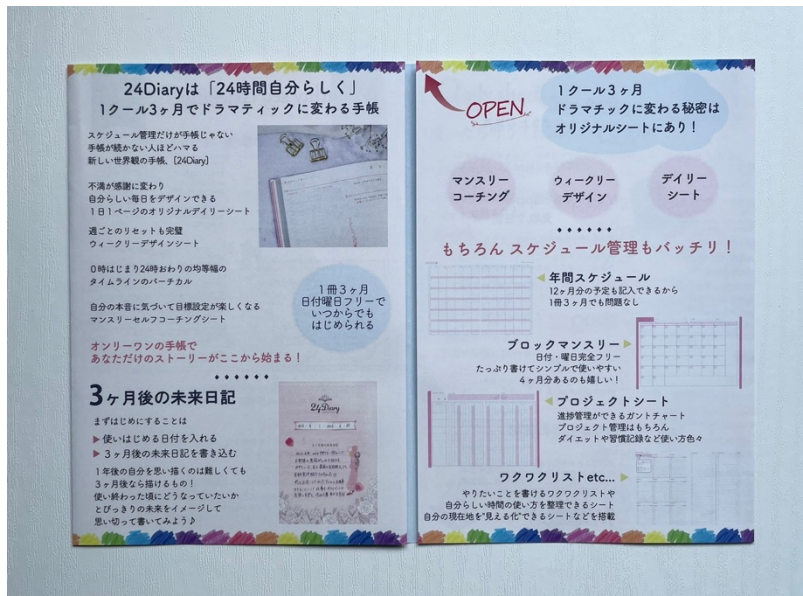 24Diaryは「24時間自分らしく」
1クール3ヶ月でドラマティックに変わる手帳
スケジュール管理だけが手帳じゃない
手帳が続かない人ほどハマる
新しい世界観の手帳、[24Diary]
不満が感謝に変わり
自分らしい毎日をデザインできる
1日1ページのオリジナルデイリーシート
週ごとのリセットも完璧
ウィークリーデザインシート
0時はじまり24時おわりの均等幅の
タイムラインのバーチカル
自分の本音に気づいて目標設定が楽しくなる
マンスリーセルフコーチングシート
1冊3ヶ月
日付曜日フリーで
いつからでも
はじめられる
オンリーワンの手帳で
あなただけのストーリーがここから始まる!
3ヶ月後の未来日記
まずはじめにすることは
▶ 使いはじめる日付を入れる
▶ 3ヶ月後の未来日記を書き込む
1年後の自分を思い描くのは難しくても
3ヶ月後なら描けるもの!
使い終わった頃にどうなっていたいか
とびっきりの未来をイメージして
思い切って書いてみよう♪
24Diary
OPEN
1クール3ヶ月
ドラマチックに変わる秘密は
オリジナルシートにあり!
マンスリー
コーチング
ウィークリー
デザイン
デイリー
シート
もちろん スケジュール管理もバッチリ!
年間スケジュール
12ヶ月分の予定も記入できるから
1冊3ヶ月でも問題なし
ブロックマンスリー
日付・曜日完全フリー
たっぷり書けてシンプルで使いやすい
4ヶ月分あるのも嬉しい!
プロジェクトシート
進捗管理ができるガントチャート
プロジェクト管理はもちろん
ダイエットや習慣記録など使い方色々
ワクワクリストetc...
やりたいことを書けるワクワクリストや
自分らしい時間の使い方を整理できるシート
自分の現在地を"見える化"できるシートなどを搭載